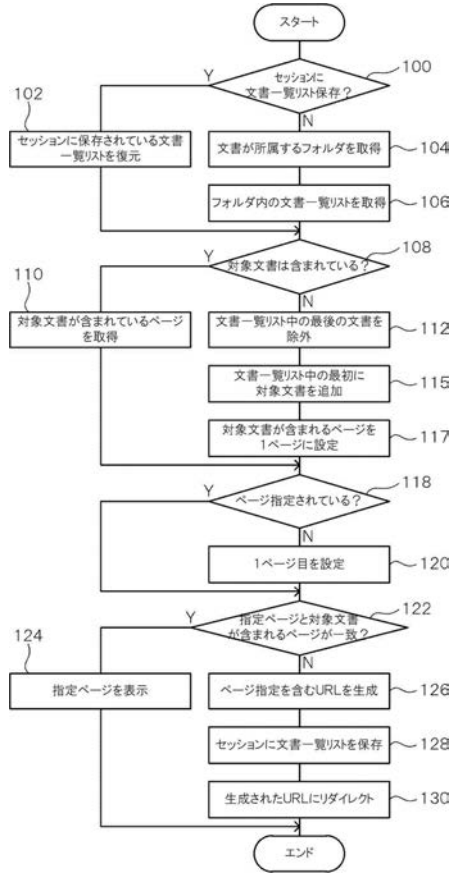 スタート
Y
セッションに
文書一覧リスト保存?
100
N
102
セッションに保存されている文書
一覧リストを復元
文書が所属するフォルダを取得
104
フォルダ内の文書一覧リストを取得
106
Y
対象文書は含まれている?
108
N
110
対象文書が含まれているページ
を取得
文書一覧リスト中の最後の文書を
除外
112
文書一覧リスト中の最初に
対象文書を追加
115
対象文書が含まれるページを
1ページに設定
117
Y
ページ指定されている?
118
N
1ページ目を設定
120
Y
指定ページと対象文書
が含まれるページが一致?
122
N
124
指定ページを表示
ページ指定を含むURLを生成
126
セッションに文書一覧リストを保存
128
生成されたURLにリダイレクト
130
エンド